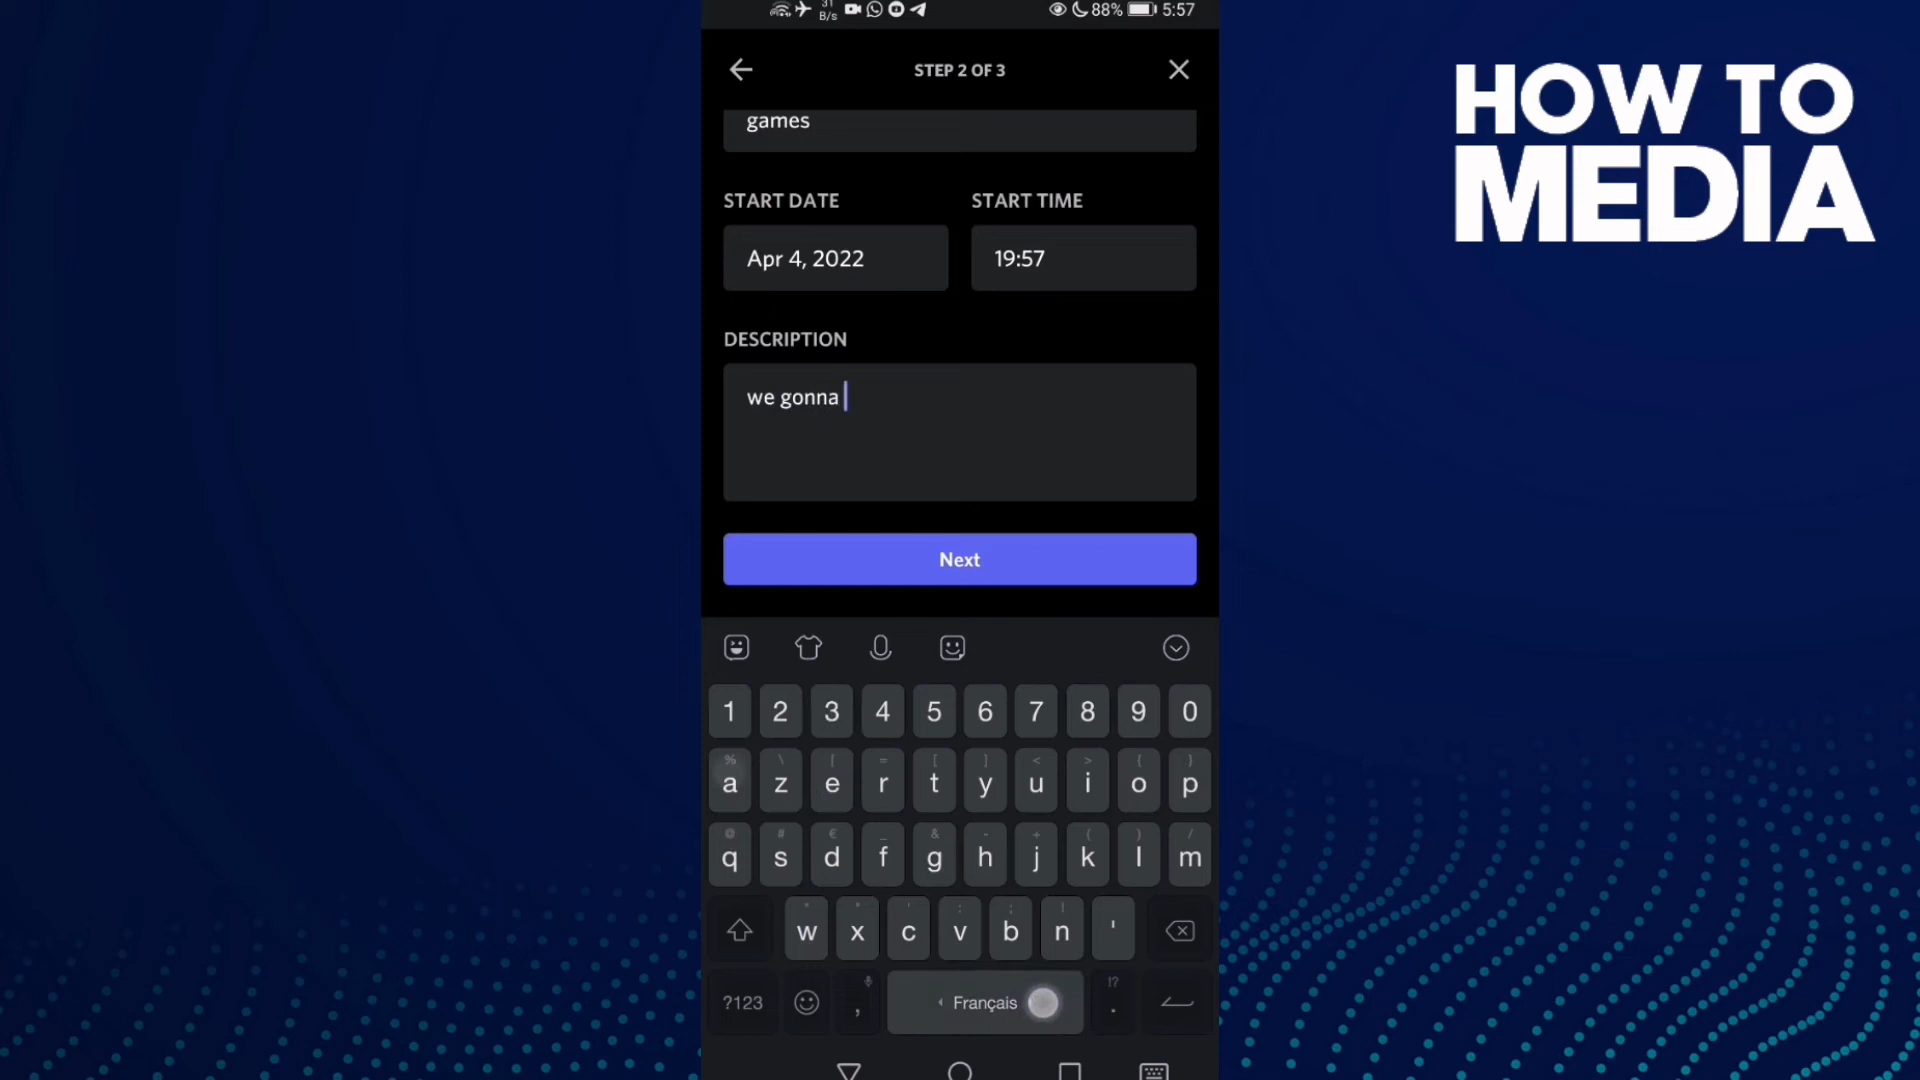 31
B/s
88% 5:57
HOW TO
MEDIA
STEP 2 OF 3
games
START DATE
START TIME
Apr 4, 2022
19:57
DESCRIPTION
we gonna
Next
1 2 3 4 5 6 7 8 9 0
% \ [ = [ ] < > { }
a z e r t y u i o p
@ # € _ & - + ( ) /
q s d f g h j k l m
w x c v b n '
!?
?123 , Français .